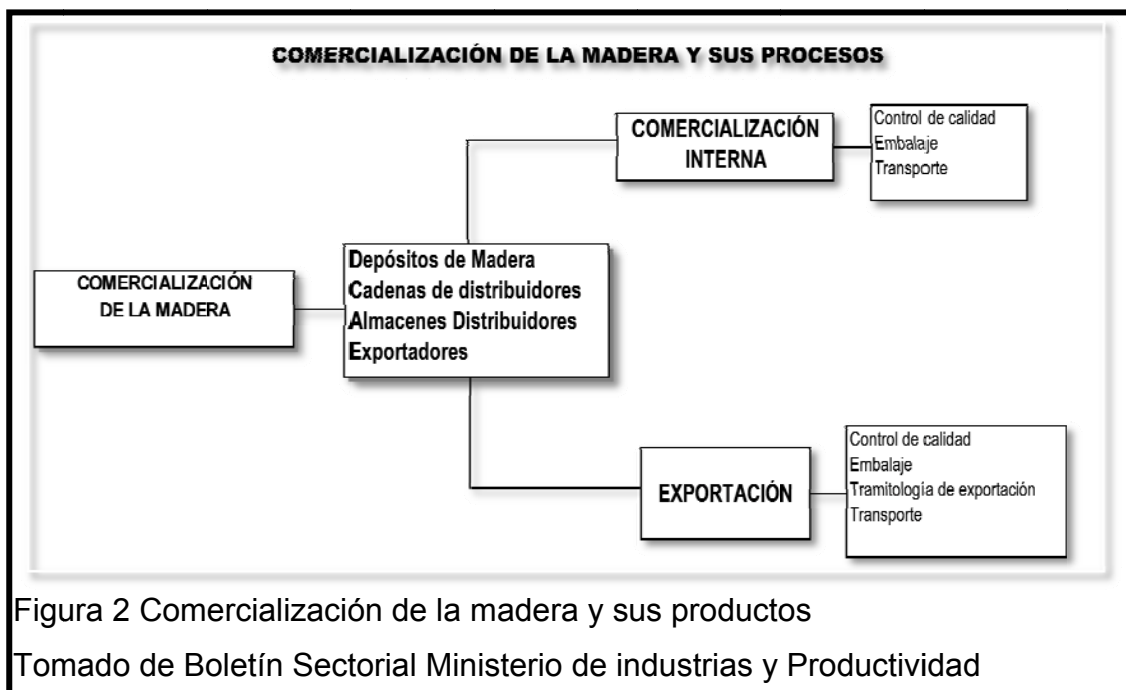 COMERCIALIZACIÓN DE LA MADERA Y SUS PROCESOS
COMERCIALIZACIÓN
DE LA MADERA
Depósitos de Madera
Cadenas de distribuidores
Almacenes Distribuidores
Exportadores
COMERCIALIZACIÓN
INTERNA
Control de calidad
Embalaje
Transporte
EXPORTACIÓN
Control de calidad
Embalaje
Tramitología de exportación
Transporte
Figura 2 Comercialización de la madera y sus productos
Tomado de Boletín Sectorial Ministerio de industrias y Productividad